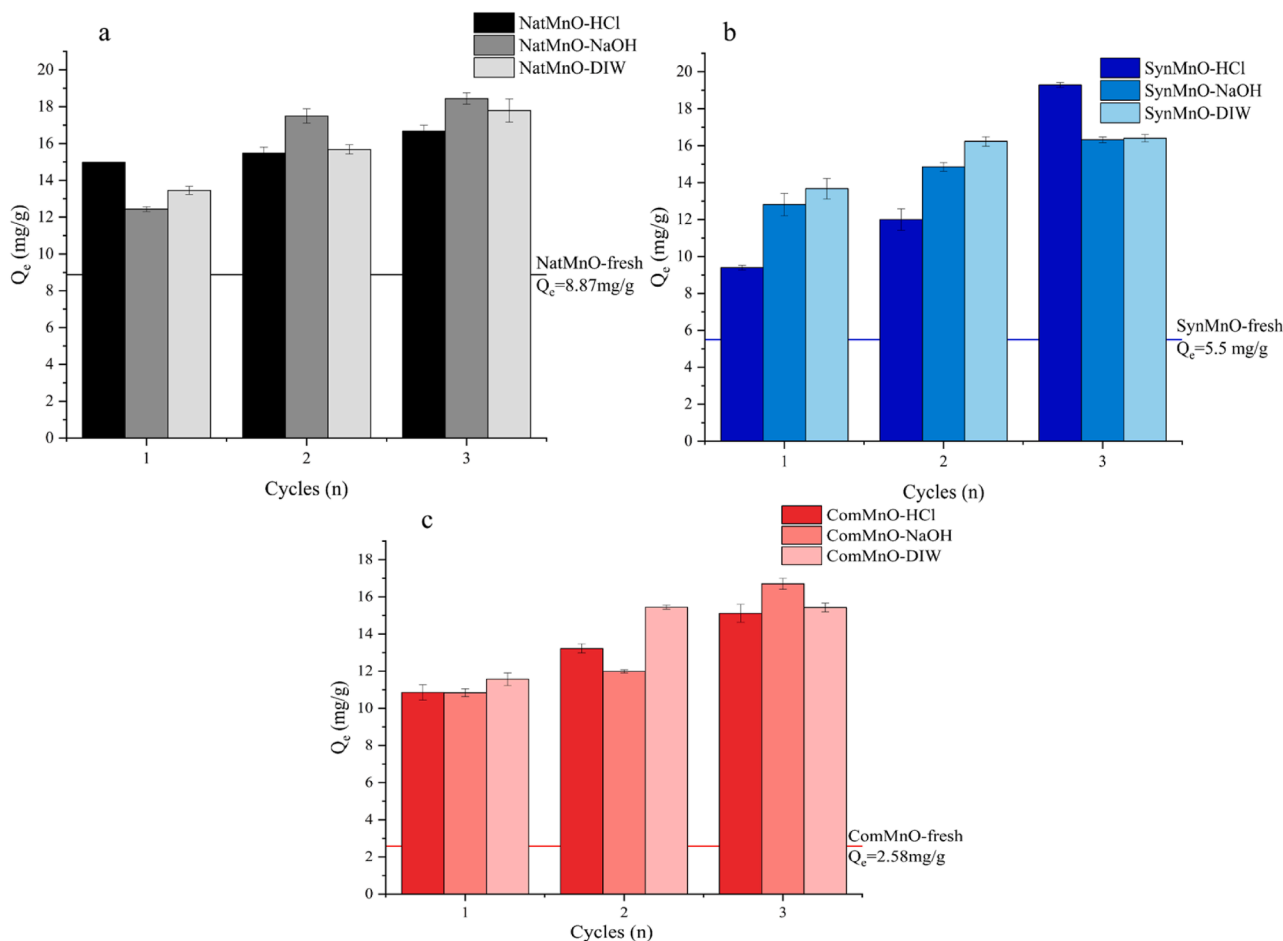 a
NatMnO-HCl
NatMnO-NaOH
NatMnO-DIW
20
18
16
14
12
10
8
6
4
2
0
Qe (mg/g)
NatMnO-fresh
Qe=8.87mg/g
1
2
3
Cycles (n)
b
SynMnO-HCl
SynMnO-NaOH
SynMnO-DIW
20
18
16
14
12
10
8
6
4
2
0
Qe (mg/g)
SynMnO-fresh
Qe=5.5 mg/g
1
2
3
Cycles (n)
c
ComMnO-HCl
ComMnO-NaOH
ComMnO-DIW
18
16
14
12
10
8
6
4
2
0
Qe (mg/g)
ComMnO-fresh
Qe=2.58mg/g
1
2
3
Cycles (n)